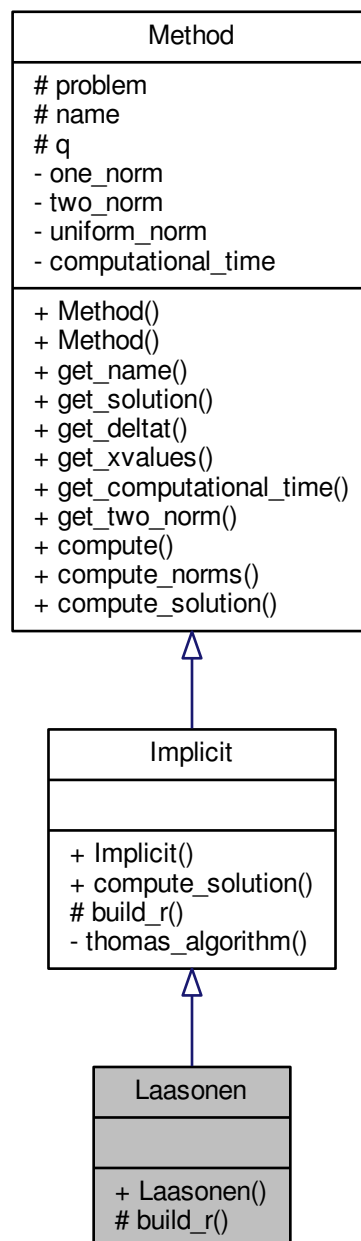 Method
# problem
# name
# q
- one_norm
- two_norm
- uniform_norm
- computational_time
+ Method()
+ Method()
+ get_name()
+ get_solution()
+ get_deltat()
+ get_xvalues()
+ get_computational_time()
+ get_two_norm()
+ compute()
+ compute_norms()
+ compute_solution()
Implicit
+ Implicit()
+ compute_solution()
# build_r()
- thomas_algorithm()
Laasonen
+ Laasonen()
# build_r()